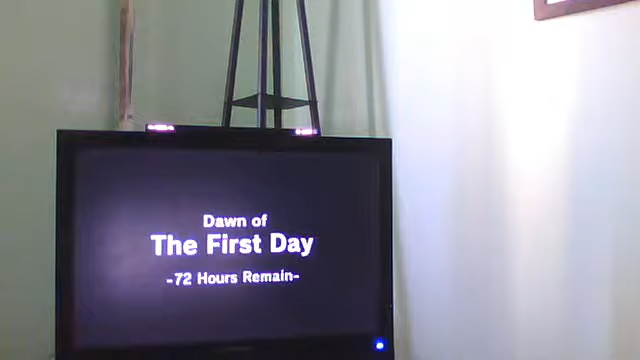 Dawn of
The First Day
-72 Hours Remain-